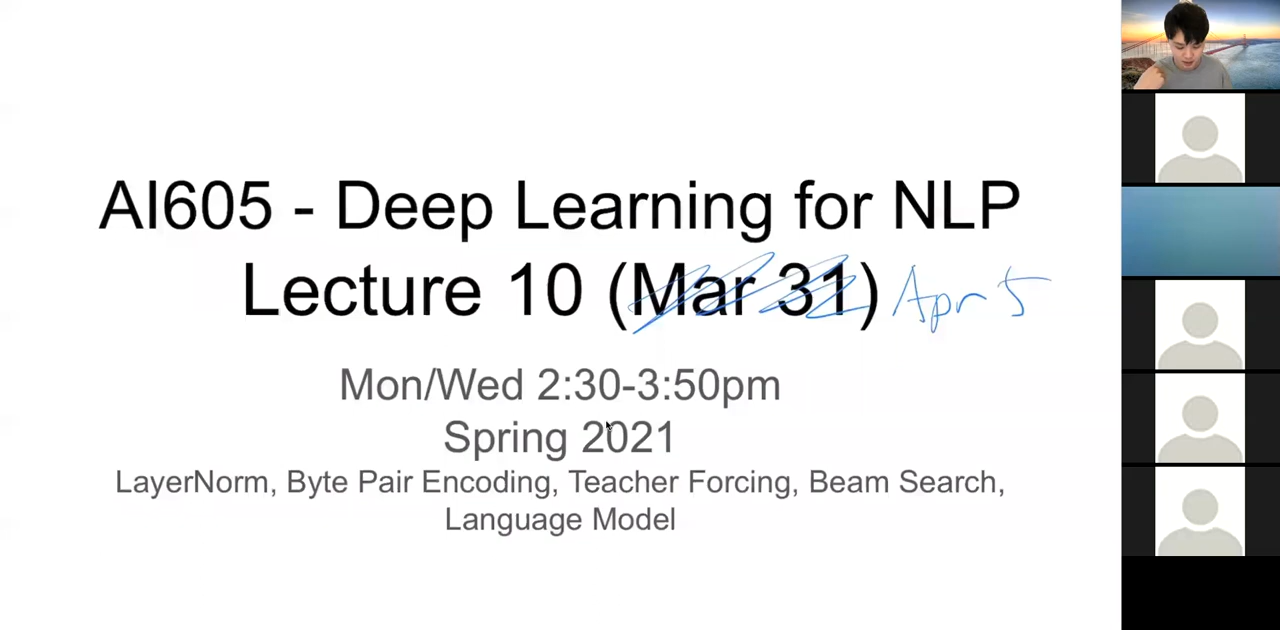 AI605 - Deep Learning for NLP
Lecture 10 (Mar 31) Apr 5
Mon/Wed 2:30-3:50pm
Spring 2021
LayerNorm, Byte Pair Encoding, Teacher Forcing, Beam Search,
Language Model